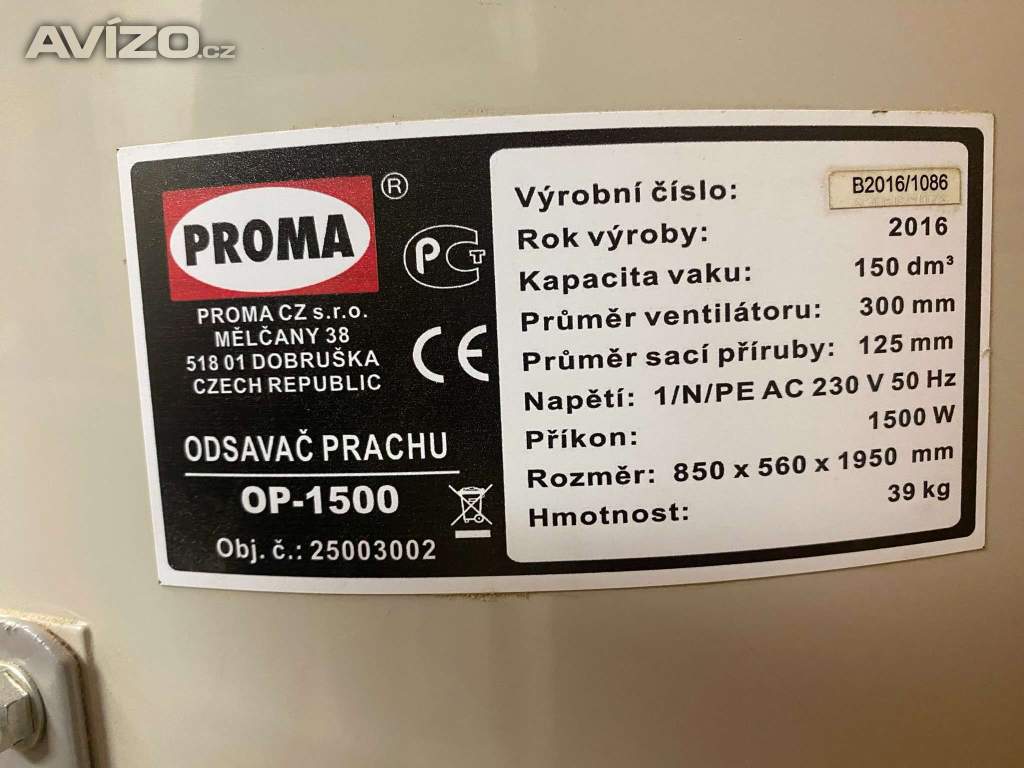 AVÍZO.cz
PROMA ®
PROMA CZ s.r.o.
MĚLČANY 38
518 01 DOBRUŠKA
CZECH REPUBLIC
PCT
CE
ODSAVAČ PRACHU
OP-1500
Obj. č.: 25003002
Výrobní číslo: B2016/1086
Rok výroby: 2016
Kapacita vaku: 150 dm³
Průměr ventilátoru: 300 mm
Průměr sací příruby: 125 mm
Napětí: 1/N/PE AC 230 V 50 Hz
Příkon: 1500 W
Rozměr: 850 x 560 x 1950 mm
Hmotnost: 39 kg